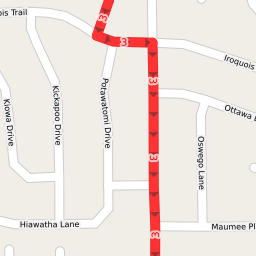 ois Trail
3
3
3
Iroquois
Kiowa Drive
Kickapoo Drive
Potawatomi Drive
Ottawa
3
Oswego Lane
Hiawatha Lane
3
Maumee Pl